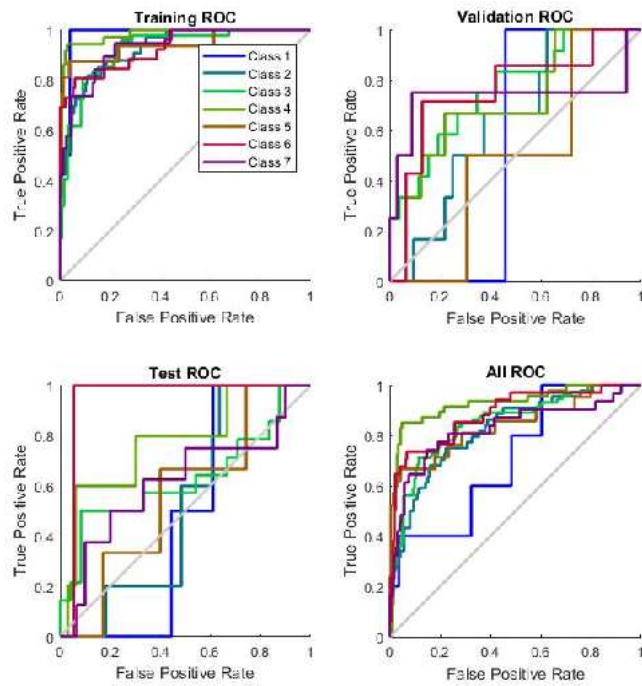 Training ROC
1
0.8
0.6
0.4
0.2
0
True Positive Rate
0 0.2 0.4 0.6 0.8 1
False Positive Rate
Class 1
Class 2
Class 3
Class 4
Class 5
Class 6
Class 7
Validation ROC
1
0.8
0.6
0.4
0.2
0
True Positive Rate
0 0.2 0.4 0.6 0.8 1
False Positive Rate
Test ROC
1
0.8
0.6
0.4
0.2
0
True Positive Rate
0 0.2 0.4 0.6 0.8 1
False Positive Rate
All ROC
1
0.8
0.6
0.4
0.2
0
True Positive Rate
0 0.2 0.4 0.6 0.8 1
False Positive Rate